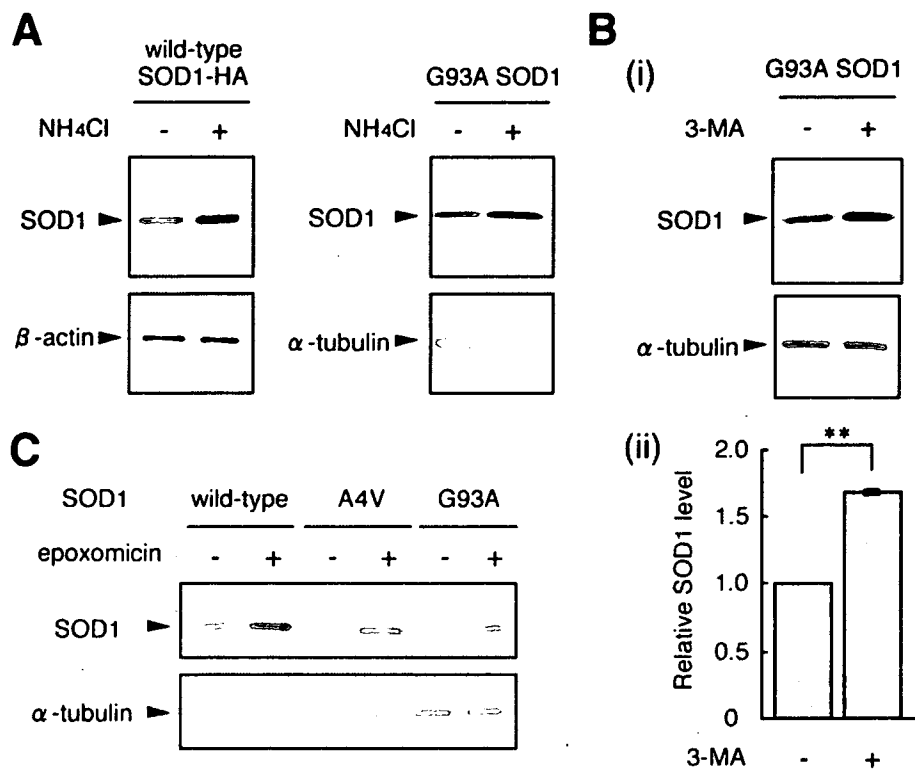 A
wild-type
SOD1-HA
NH₄Cl - +
SOD1
β-actin
G93A SOD1
NH₄Cl - +
SOD1
α-tubulin
B
(i)
G93A SOD1
3-MA - +
SOD1
α-tubulin
(ii)
**
Relative SOD1 level
2.0
1.5
1.0
0.5
0
3-MA - +
C
SOD1 wild-type A4V G93A
epoxomicin - + - + - +
SOD1
α-tubulin